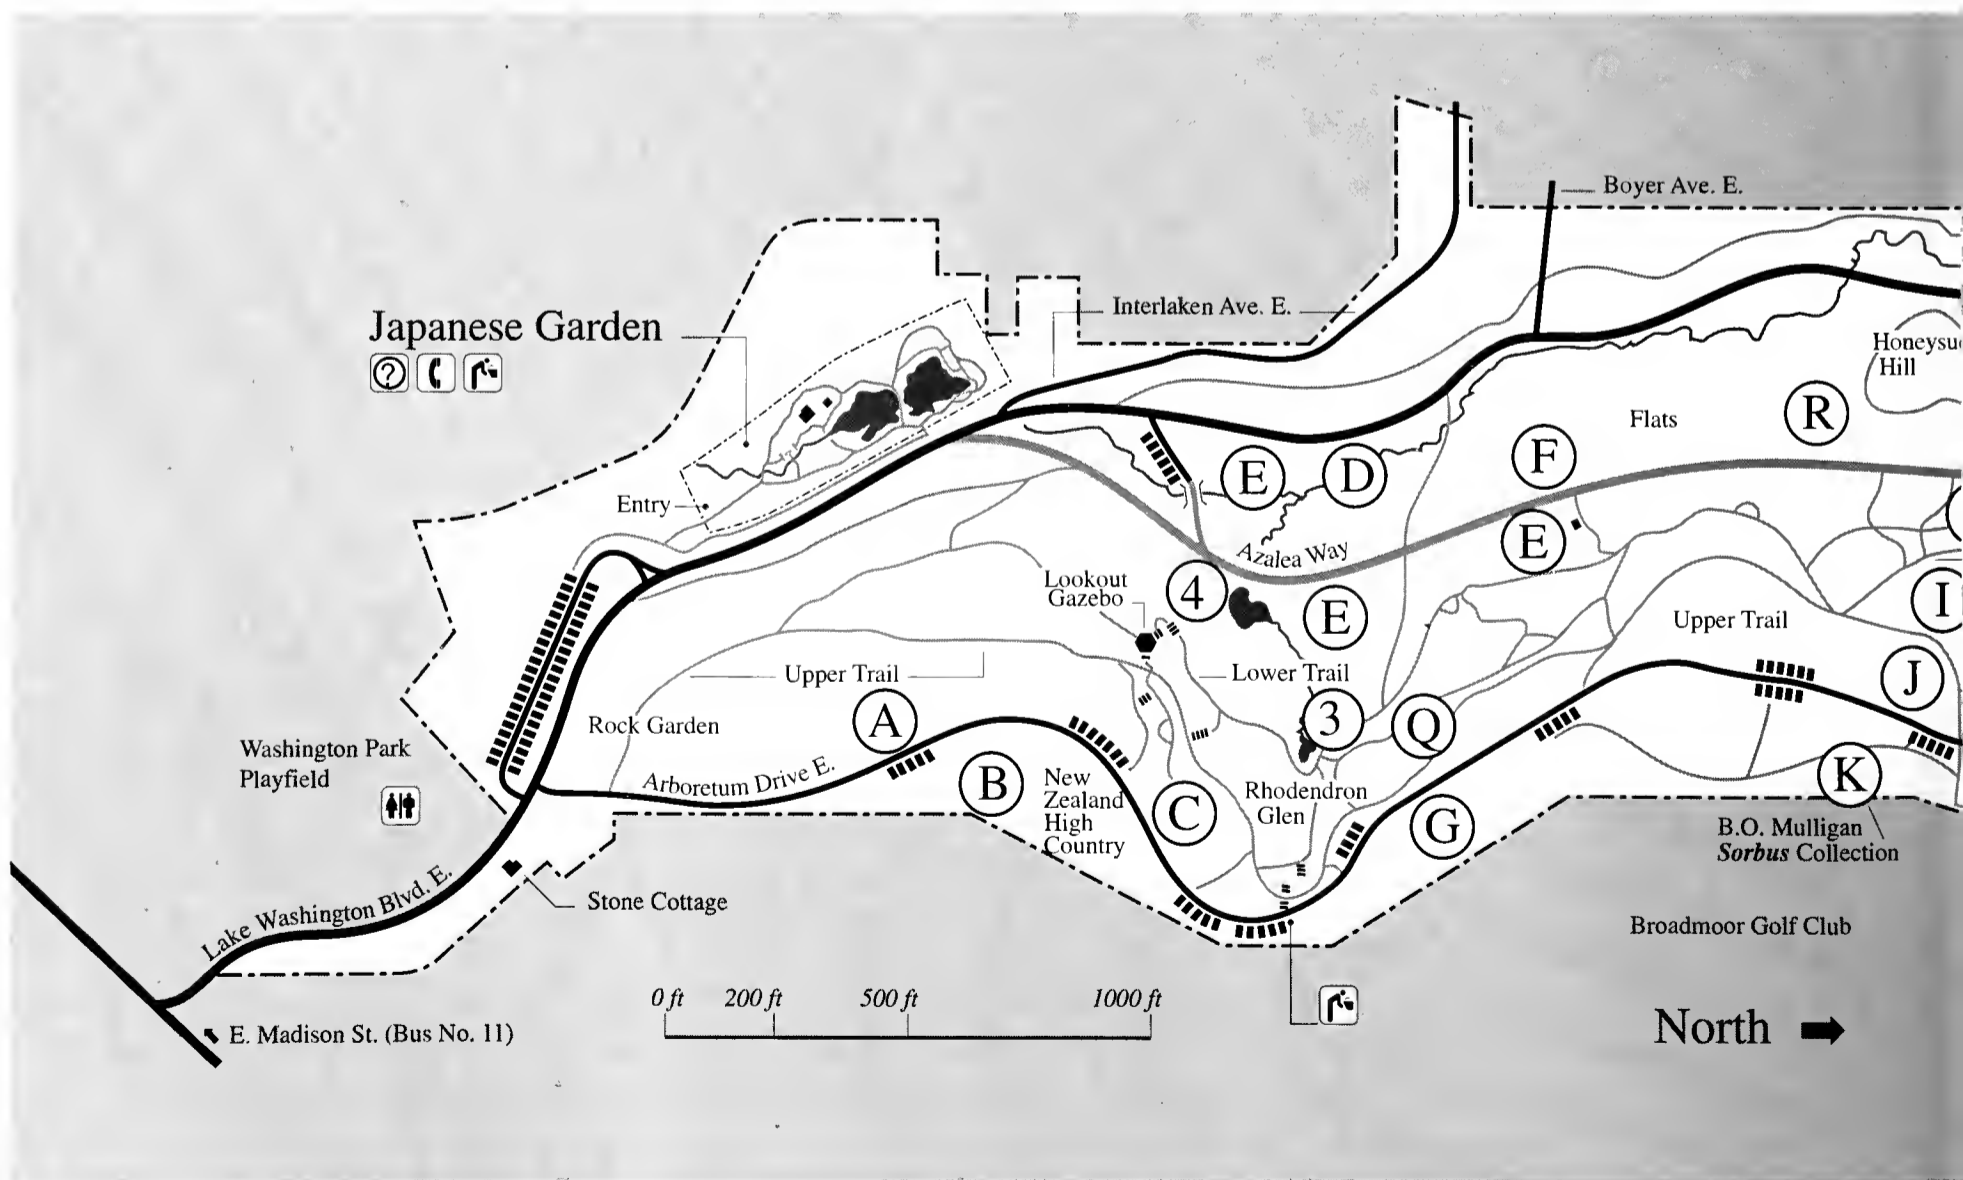 Boyer Ave. E.
Interlaken Ave. E.
Japanese Garden
?
Honeysu
Hill
R
Flats
F
E
D
Entry
E
Azalea Way
Lookout
Gazebo
4
E
I
Upper Trail
Upper Trail
Lower Trail
J
A
3
Q
Rock Garden
Washington Park
Playfield
Arboretum Drive E.
B
New
Zealand
High
Country
C
Rhodendron
Glen
G
K
B.O. Mulligan
Sorbus Collection
Lake Washington Blvd. E.
Stone Cottage
Broadmoor Golf Club
0 ft 200 ft 500 ft 1000 ft
E. Madison St. (Bus No. 11)
North